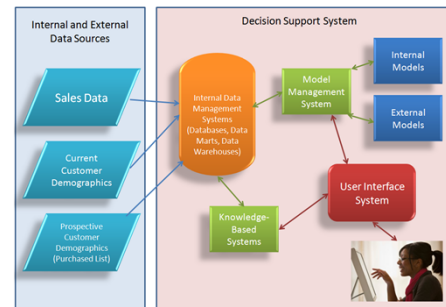 Internal and External
Data Sources
Sales Data
Current
Customer
Demographics
Prospective
Customer
Demographics
(Purchased List)
Decision Support System
Internal Data
Management
Systems
(Databases, Data
Marts, Data
Warehouses)
Model
Management
System
Internal
Models
External
Models
User Interface
System
Knowledge-
Based
Systems